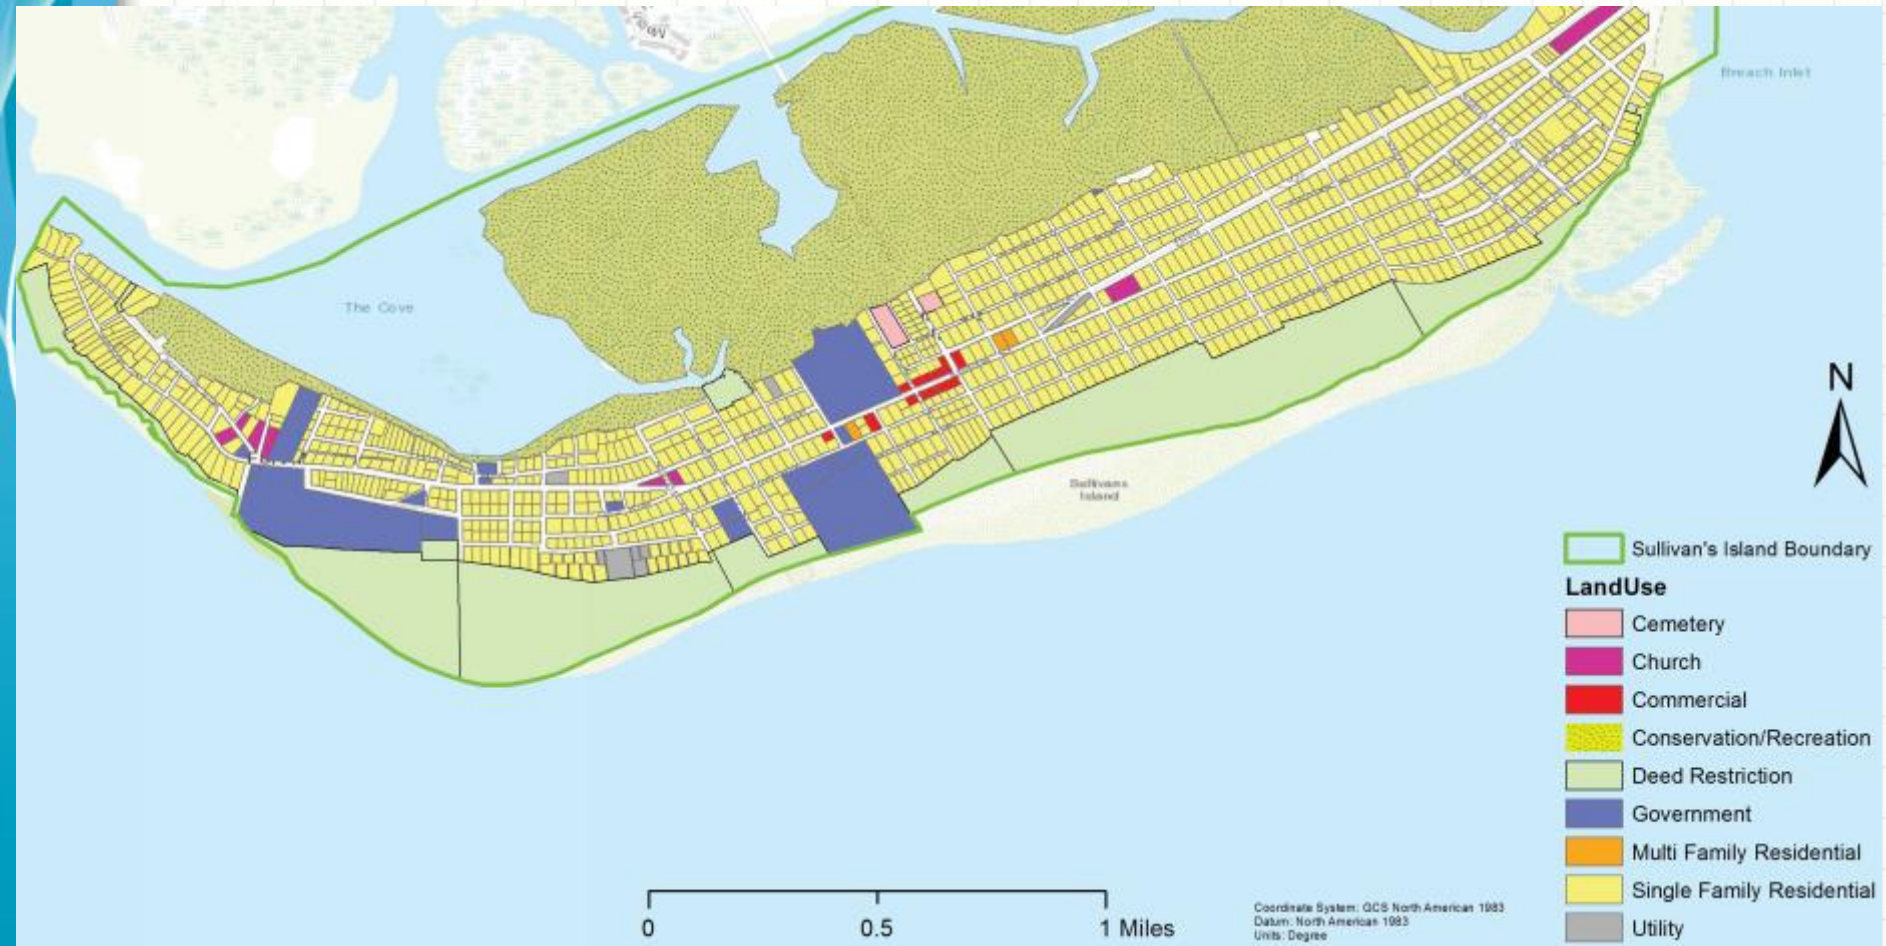 Breach Inlet
The Cove
Sullivans
Island
N
Sullivan's Island Boundary
LandUse
Cemetery
Church
Commercial
Conservation/Recreation
Deed Restriction
Government
Multi Family Residential
Single Family Residential
Utility
0 0.5 1 Miles
Coordinate System: GCS North American 1983
Datum: North American 1983
Units: Degree